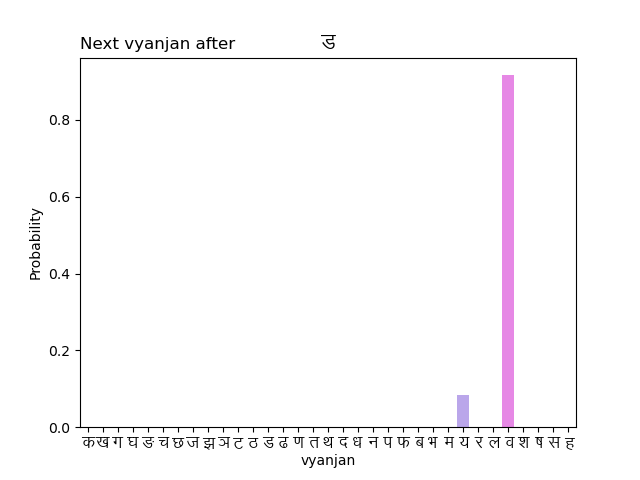 Next vyanjan after ड
Probability
0.8
0.6
0.4
0.2
0.0
क ख ग घ ङ च छ ज झ ञ ट ठ ड ढ ण त थ द ध न प फ ब भ म य र ल व श ष स ह
vyanjan